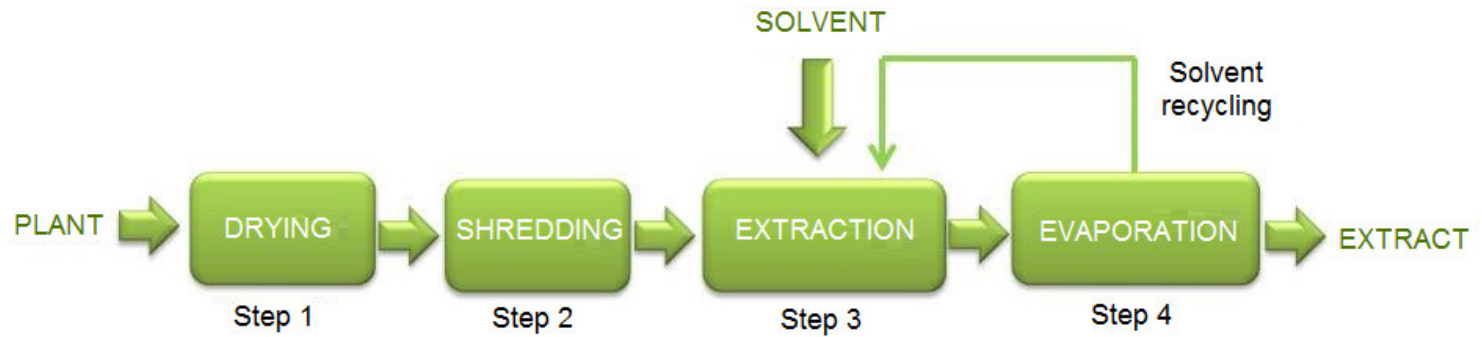 SOLVENT
Solvent
recycling
PLANT
DRYING
SHREDDING
EXTRACTION
EVAPORATION
EXTRACT
Step 1
Step 2
Step 3
Step 4